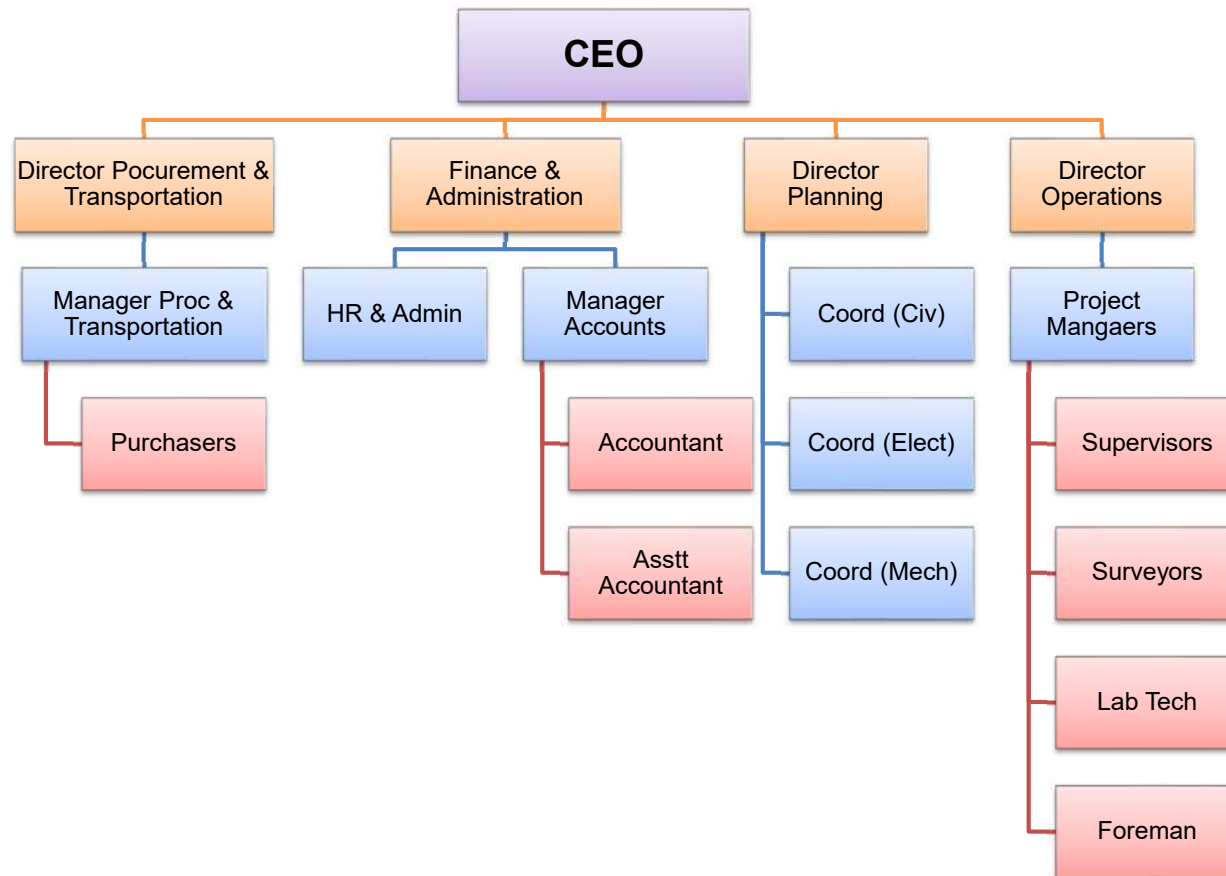 CEO
Director Pocurement &
Transportation
Finance &
Administration
Director
Planning
Director
Operations
Manager Proc &
Transportation
HR & Admin
Manager
Accounts
Coord (Civ)
Project
Mangaers
Purchasers
Accountant
Coord (Elect)
Supervisors
Asstt
Accountant
Coord (Mech)
Surveyors
Lab Tech
Foreman